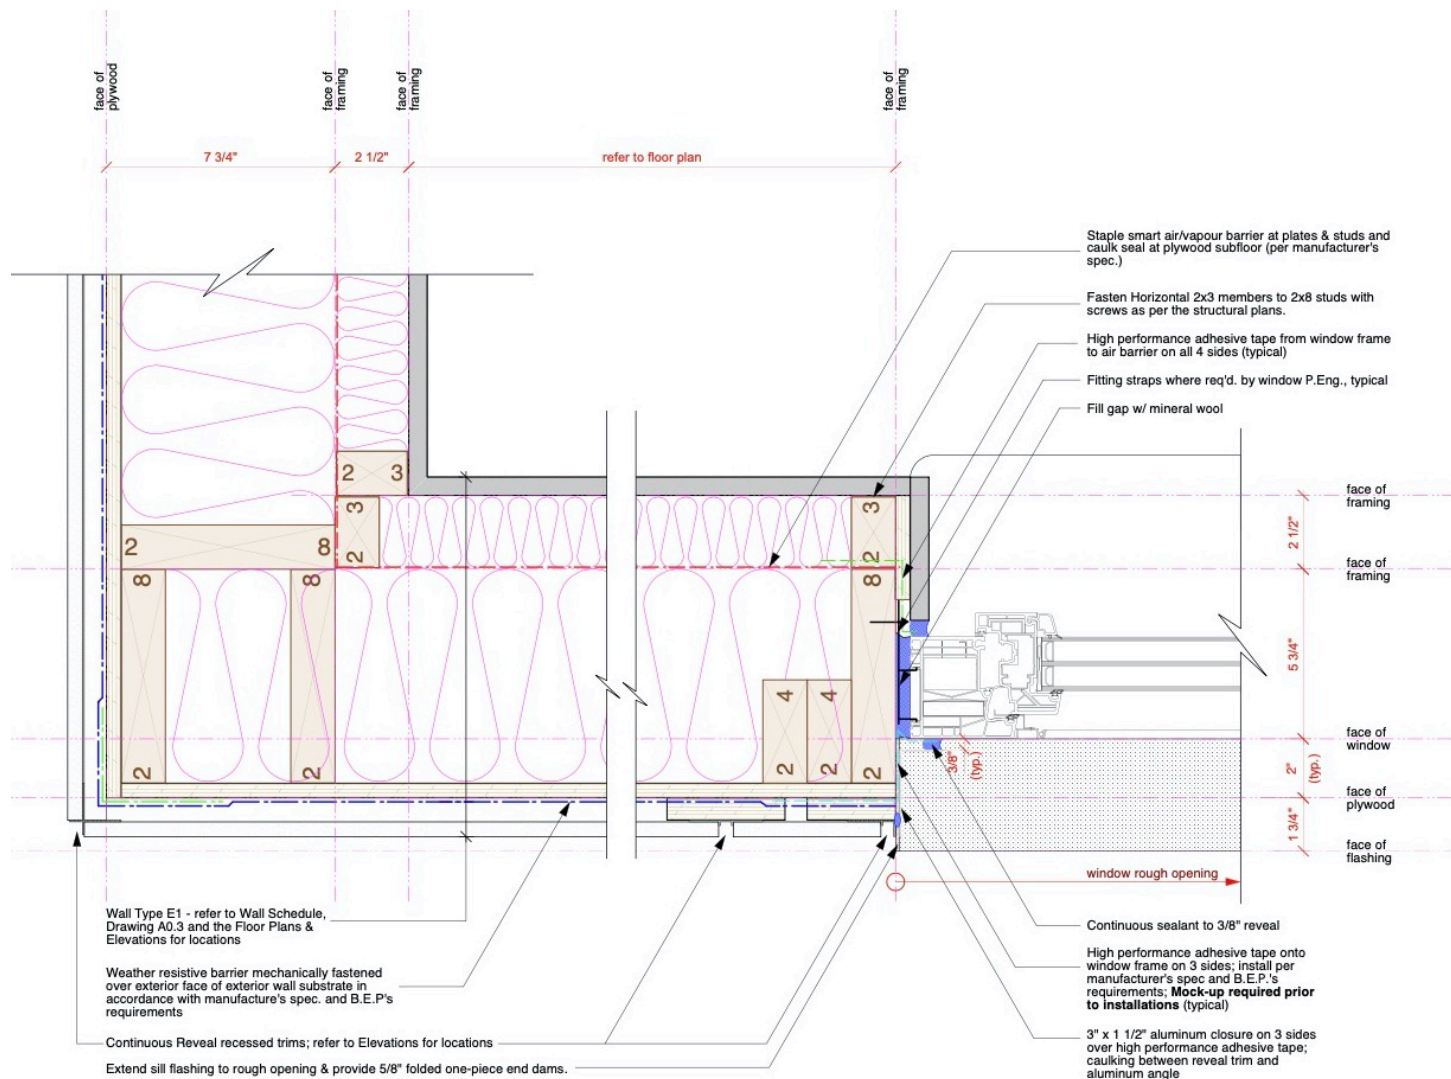 face of
plywood
face of
framing
face of
framing
face of
framing
7 3/4"
2 1/2"
refer to floor plan
Staple smart air/vapour barrier at plates & studs and
caulk seal at plywood subfloor (per manufacturer's
spec.)
Fasten Horizontal 2x3 members to 2x8 studs with
screws as per the structural plans.
High performance adhesive tape from window frame
to air barrier on all 4 sides (typical)
Fitting straps where req'd. by window P.Eng., typical
Fill gap w/ mineral wool
2 3
3
2
2 8
8
2
8
2
3
2
8
2
4
2
4
2
face of
framing
2 1/2"
face of
framing
5 3/4"
face of
window
3/8"
(typ.)
2"
(typ.)
face of
plywood
1 3/4"
face of
flashing
window rough opening
Wall Type E1 - refer to Wall Schedule,
Drawing A0.3 and the Floor Plans &
Elevations for locations
Weather resistive barrier mechanically fastened
over exterior face of exterior wall substrate in
accordance with manufacture's spec. and B.E.P's
requirements
Continuous Reveal recessed trims; refer to Elevations for locations
Extend sill flashing to rough opening & provide 5/8" folded one-piece end dams.
Continuous sealant to 3/8" reveal
High performance adhesive tape onto
window frame on 3 sides; install per
manufacturer's spec and B.E.P.'s
requirements; Mock-up required prior
to installations (typical)
3" x 1 1/2" aluminum closure on 3 sides
over high performance adhesive tape;
caulking between reveal trim and
aluminum angle